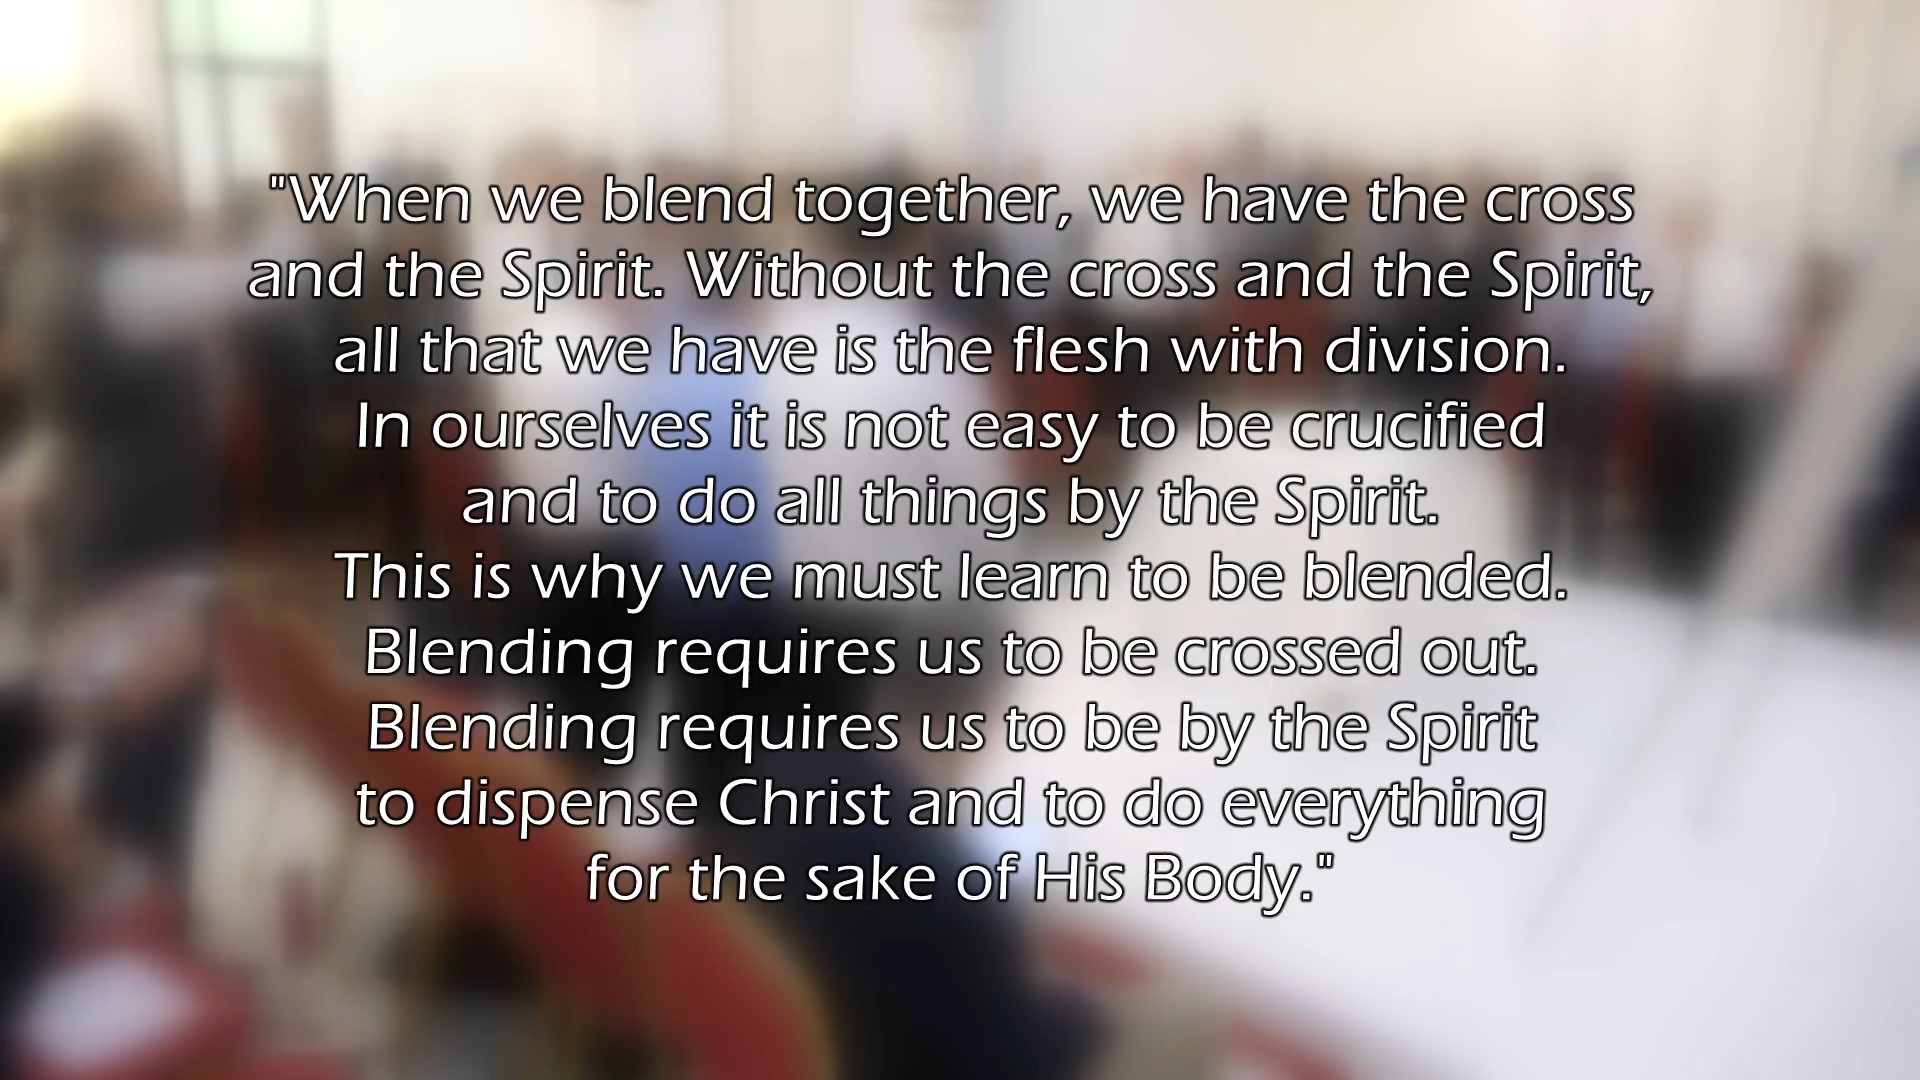 "When we blend together, we have the cross
and the Spirit. Without the cross and the Spirit,
all that we have is the flesh with division.
In ourselves it is not easy to be crucified
and to do all things by the Spirit.
This is why we must learn to be blended.
Blending requires us to be crossed out.
Blending requires us to be by the Spirit
to dispense Christ and to do everything
for the sake of His Body."